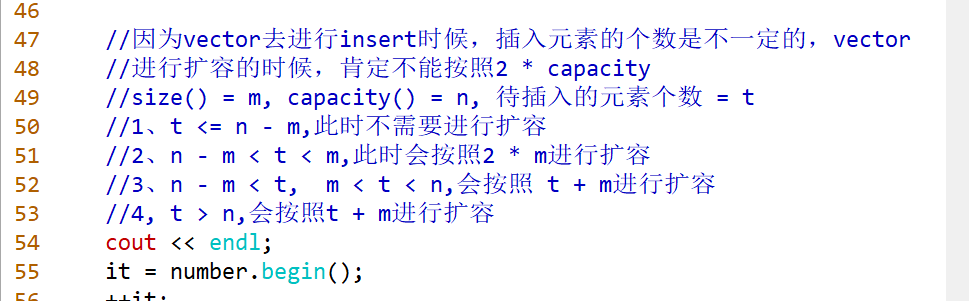 46
47 //因为vector去进行insert时候，插入元素的个数是不一定的，vector
48 //进行扩容的时候，肯定不能按照2 * capacity
49 //size() = m, capacity() = n, 待插入的元素个数 = t
50 //1、t <= n - m,此时不需要进行扩容
51 //2、n - m < t < m,此时会按照2 * m进行扩容
52 //3、n - m < t,  m < t < n,会按照 t + m进行扩容
53 //4, t > n,会按照t + m进行扩容
54 cout << endl;
55 it = number.begin();
56 ++it;